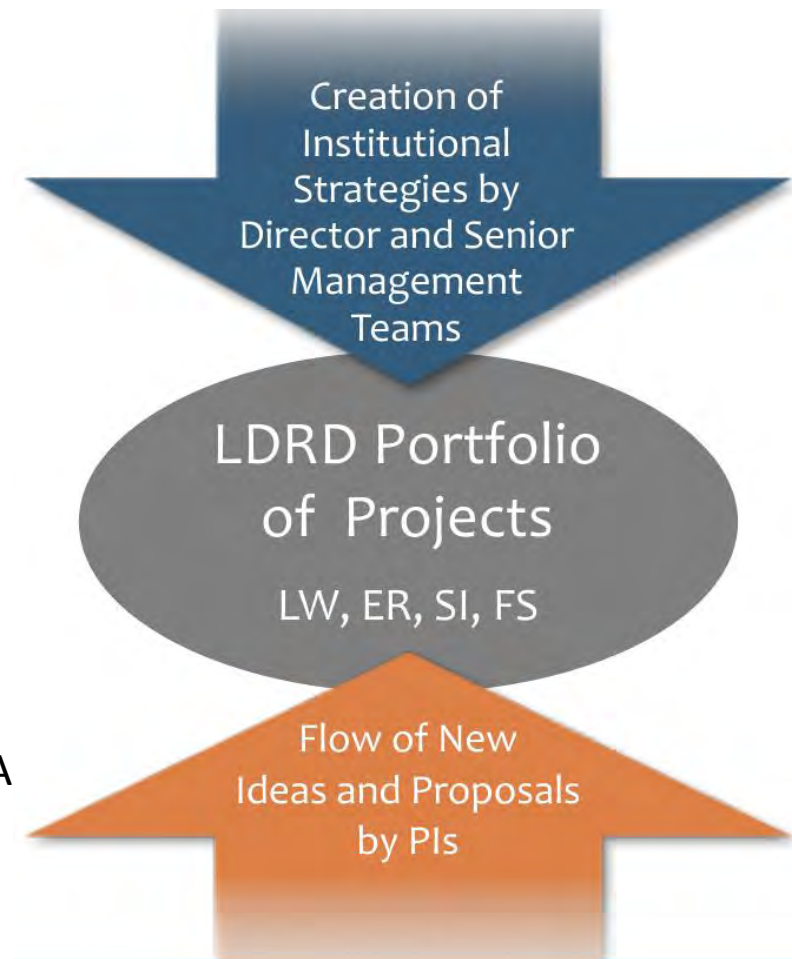 Creation of
Institutional
Strategies by
Director and Senior
Management
Teams
LDRD Portfolio
of Projects
LW, ER, SI, FS
A
Flow of New
Ideas and Proposals
by PIs